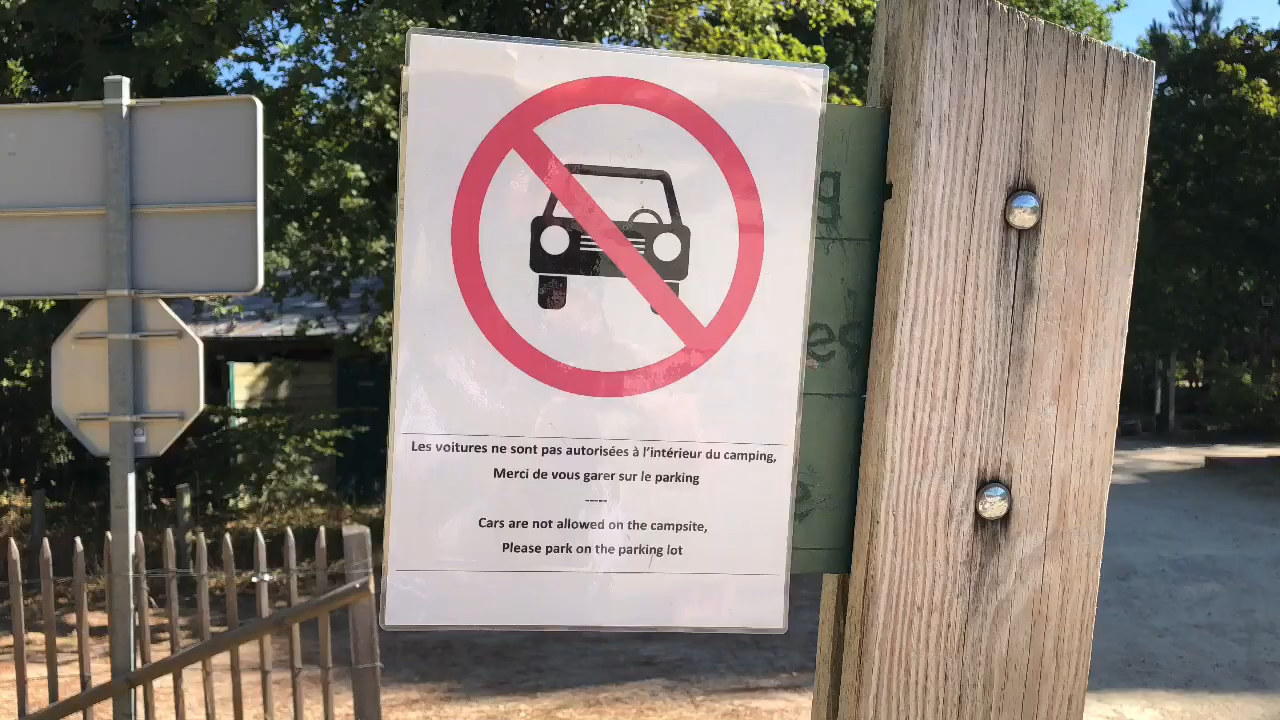 Les voitures ne sont pas autorisées à l'intérieur du camping,
Merci de vous garer sur le parking
-----
Cars are not allowed on the campsite,
Please park on the parking lot